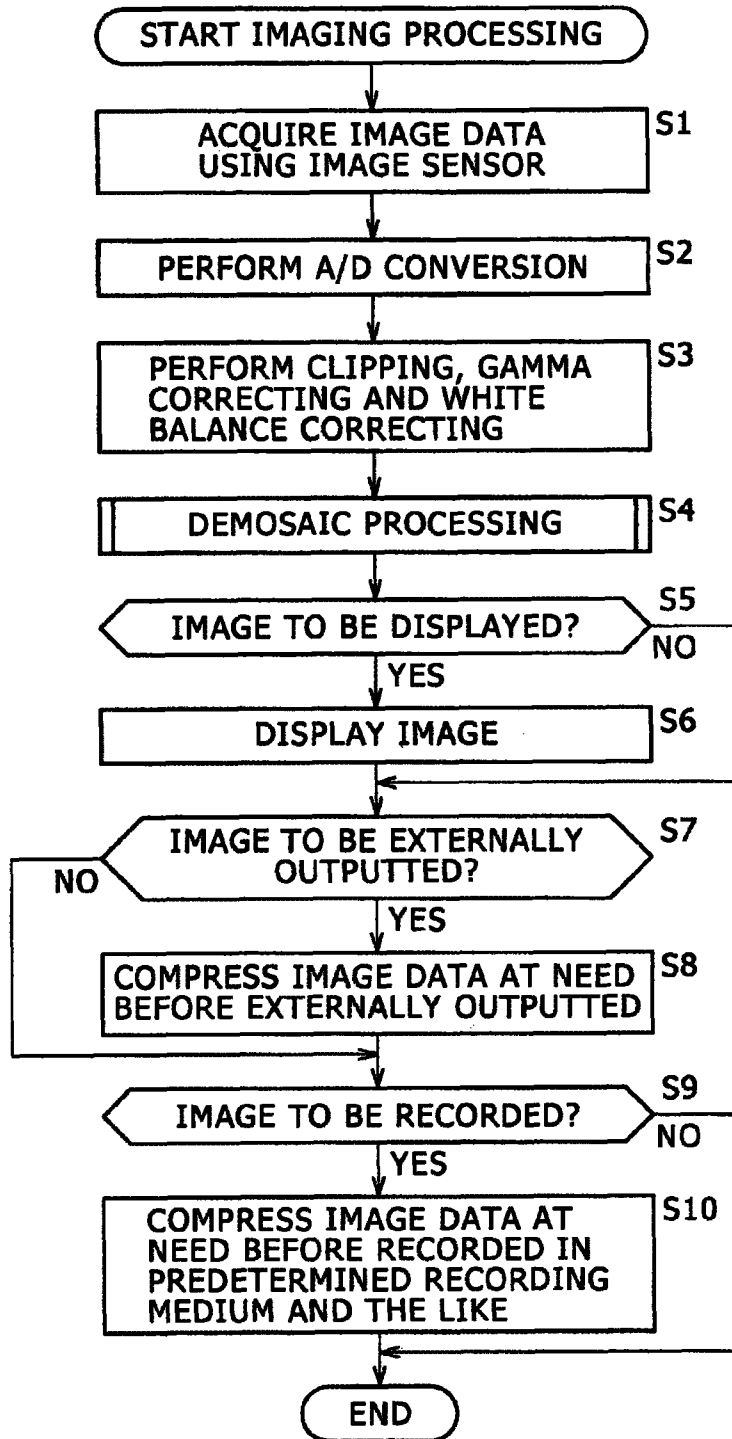 START IMAGING PROCESSING
ACQUIRE IMAGE DATA
USING IMAGE SENSOR
S1
PERFORM A/D CONVERSION
S2
PERFORM CLIPPING, GAMMA
CORRECTING AND WHITE
BALANCE CORRECTING
S3
DEMOSAIC PROCESSING
S4
IMAGE TO BE DISPLAYED?
S5
NO
YES
DISPLAY IMAGE
S6
IMAGE TO BE EXTERNALLY
OUTPUTTED?
S7
NO
YES
COMPRESS IMAGE DATA AT NEED
BEFORE EXTERNALLY OUTPUTTED
S8
IMAGE TO BE RECORDED?
S9
NO
YES
COMPRESS IMAGE DATA AT
NEED BEFORE RECORDED IN
PREDETERMINED RECORDING
MEDIUM AND THE LIKE
S10
END